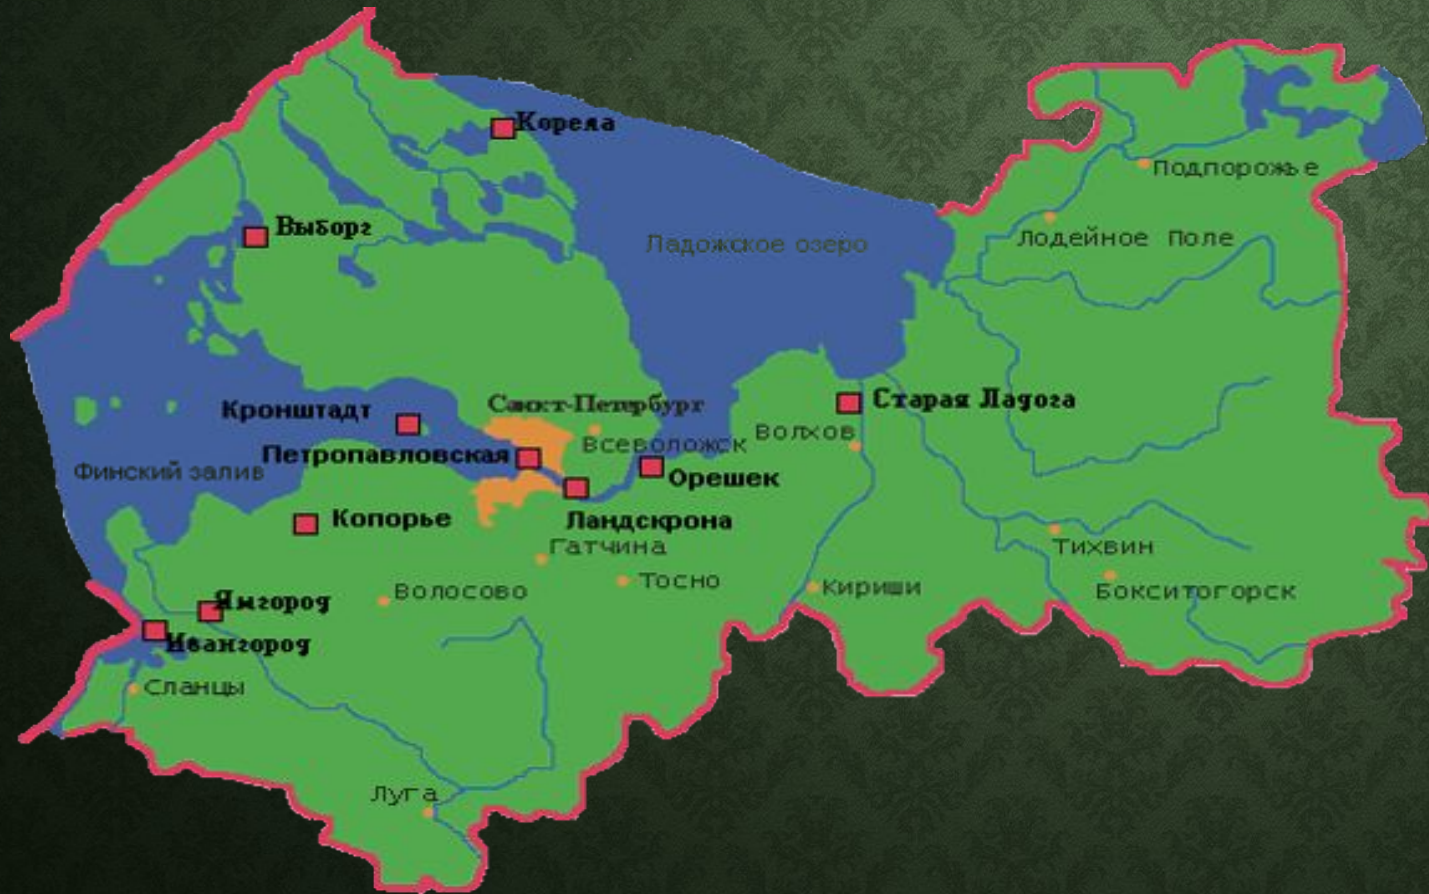 Корела
Подпорожье
Выборг
Лодейное Поле
Ладожское озеро
Старая Ладога
Санкт-Петербург
Кронштадт
Волхов
Всеволожск
Петропавловская
Финский залив
Орешек
Копорье
Ландскрона
Гатчина
Тихвин
Тосно
Кириши
Волосово
Бокситогорск
Ямгород
Ивангород
Сланцы
Луга